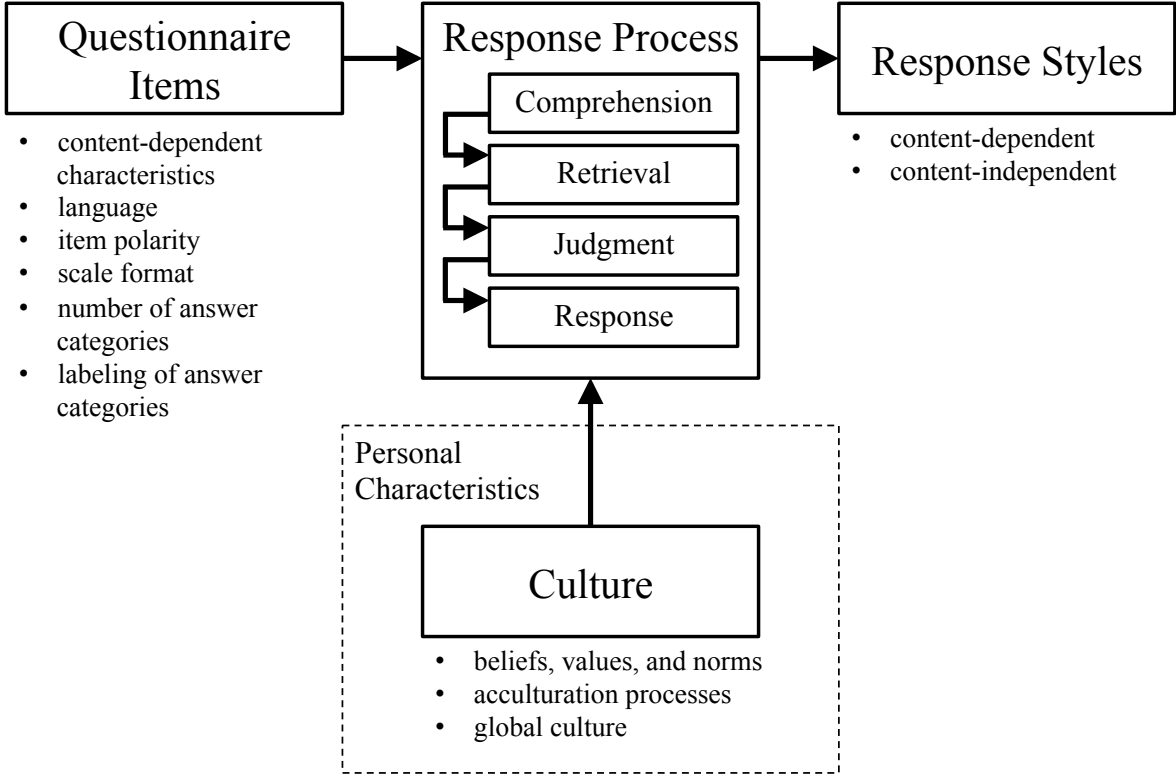 Questionnaire
Items
• content-dependent
characteristics
• language
• item polarity
• scale format
• number of answer
categories
• labeling of answer
categories
Response Process
Comprehension
Retrieval
Judgment
Response
Response Styles
• content-dependent
• content-independent
Personal
Characteristics
Culture
• beliefs, values, and norms
• acculturation processes
• global culture